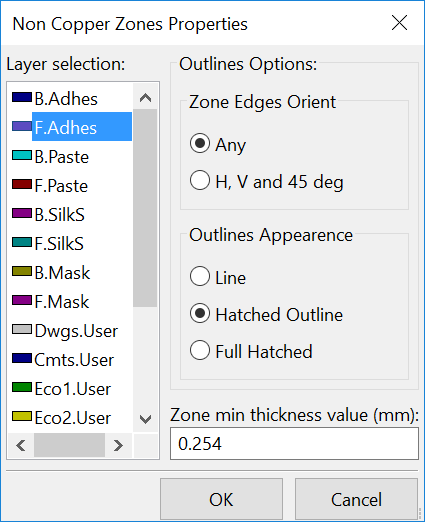 Non Copper Zones Properties
Layer selection:
B.Adhes
F.Adhes
B.Paste
F.Paste
B.SilkS
F.SilkS
B.Mask
F.Mask
Dwgs.User
Cmts.User
Eco1.User
Eco2.User
Outlines Options:
Zone Edges Orient
Any
H, V and 45 deg
Outlines Appearence
Line
Hatched Outline
Full Hatched
Zone min thickness value (mm):
0.254
OK
Cancel